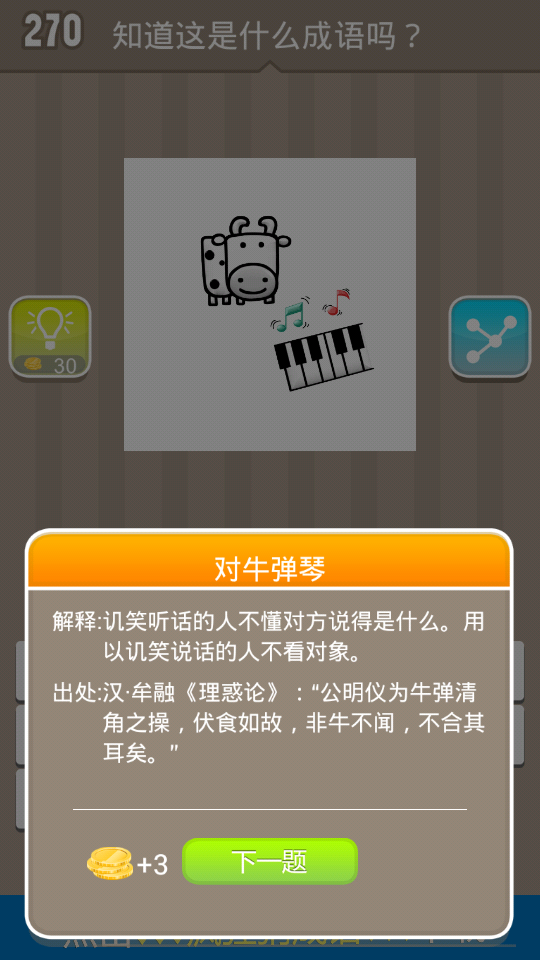 270 知道这是什么成语吗？
30
对牛弹琴
解释:讥笑听话的人不懂对方说得是什么。用
以讥笑说话的人不看对象。
出处:汉·牟融《理惑论》：“公明仪为牛弹清
角之操，伏食如故，非牛不闻，不合其
耳矣。”
+3 下一题